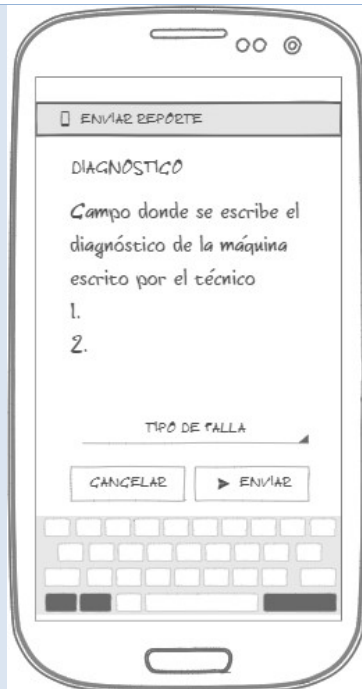 ENVIAR REPORTE
DIAGNOSTICO
Campo donde se escribe el
diagnóstico de la máquina
escrito por el técnico
1.
2.
TIPO DE FALLA
CANCELAR
ENVIAR